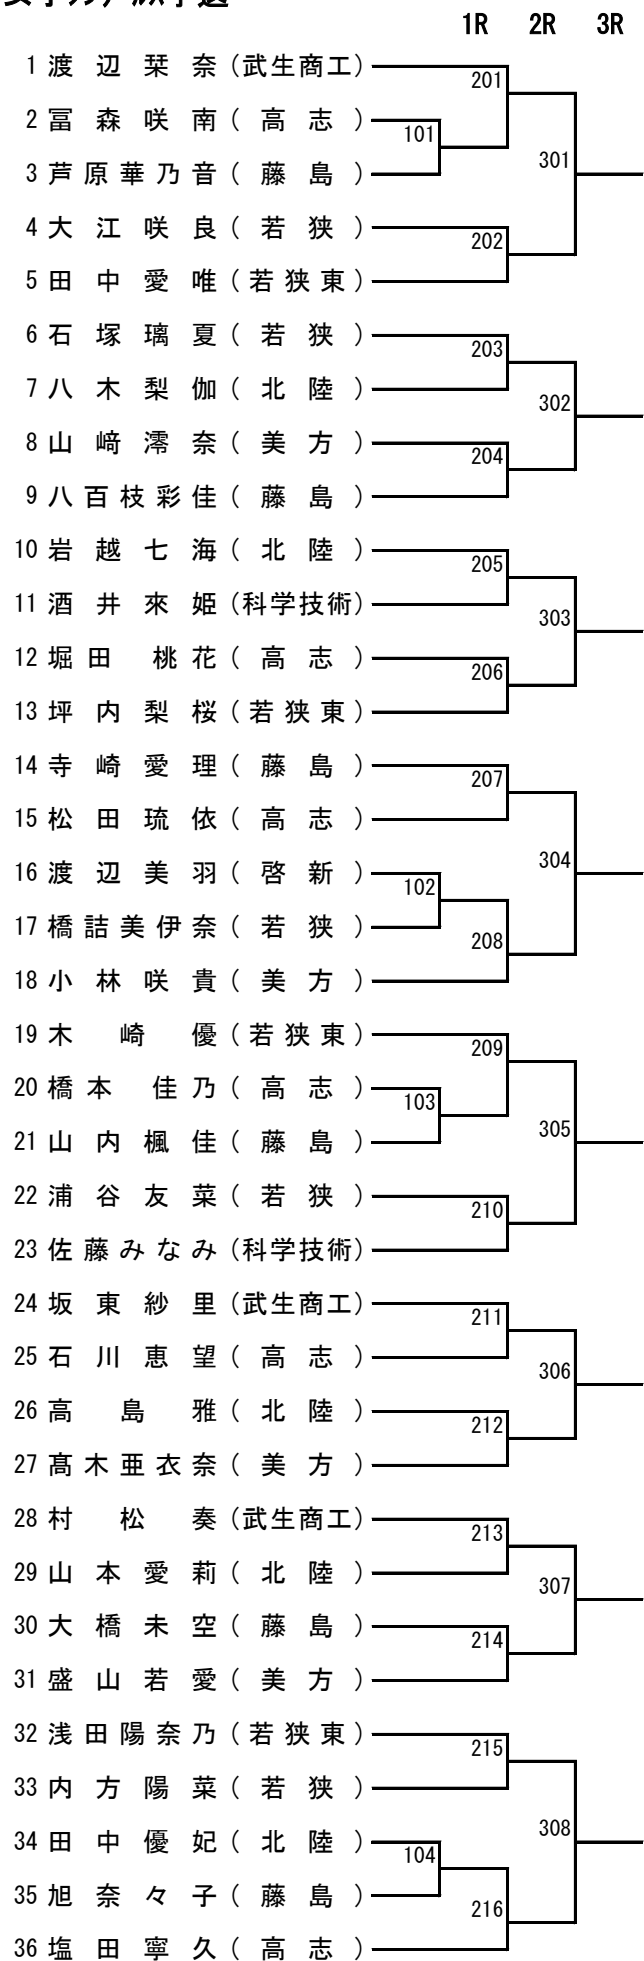 1R 2R 3R
1 渡辺栞奈(武生商工)
201
2 冨森咲南(高志)
101
301
3 芦原華乃音(藤島)
4 大江咲良(若狭)
202
5 田中愛唯(若狭東)
6 石塚璃夏(若狭)
203
7 八木梨伽(北陸)
302
8 山﨑澪奈(美方)
204
9 八百枝彩佳(藤島)
10 岩越七海(北陸)
205
11 酒井來姫(科学技術)
303
12 堀田桃花(高志)
206
13 坪内梨桜(若狭東)
14 寺崎愛理(藤島)
207
15 松田琉依(高志)
304
16 渡辺美羽(啓新)
102
17 橋詰美伊奈(若狭)
208
18 小林咲貴(美方)
19 木崎優(若狭東)
209
20 橋本佳乃(高志)
103
305
21 山内楓佳(藤島)
22 浦谷友菜(若狭)
210
23 佐藤みなみ(科学技術)
24 坂東紗里(武生商工)
211
25 石川恵望(高志)
306
26 高島雅(北陸)
212
27 髙木亜衣奈(美方)
28 村松奏(武生商工)
213
29 山本愛莉(北陸)
307
30 大橋未空(藤島)
214
31 盛山若愛(美方)
32 浅田陽奈乃(若狭東)
215
33 内方陽菜(若狭)
308
34 田中優妃(北陸)
104
35 旭奈々子(藤島)
216
36 塩田寧久(高志)